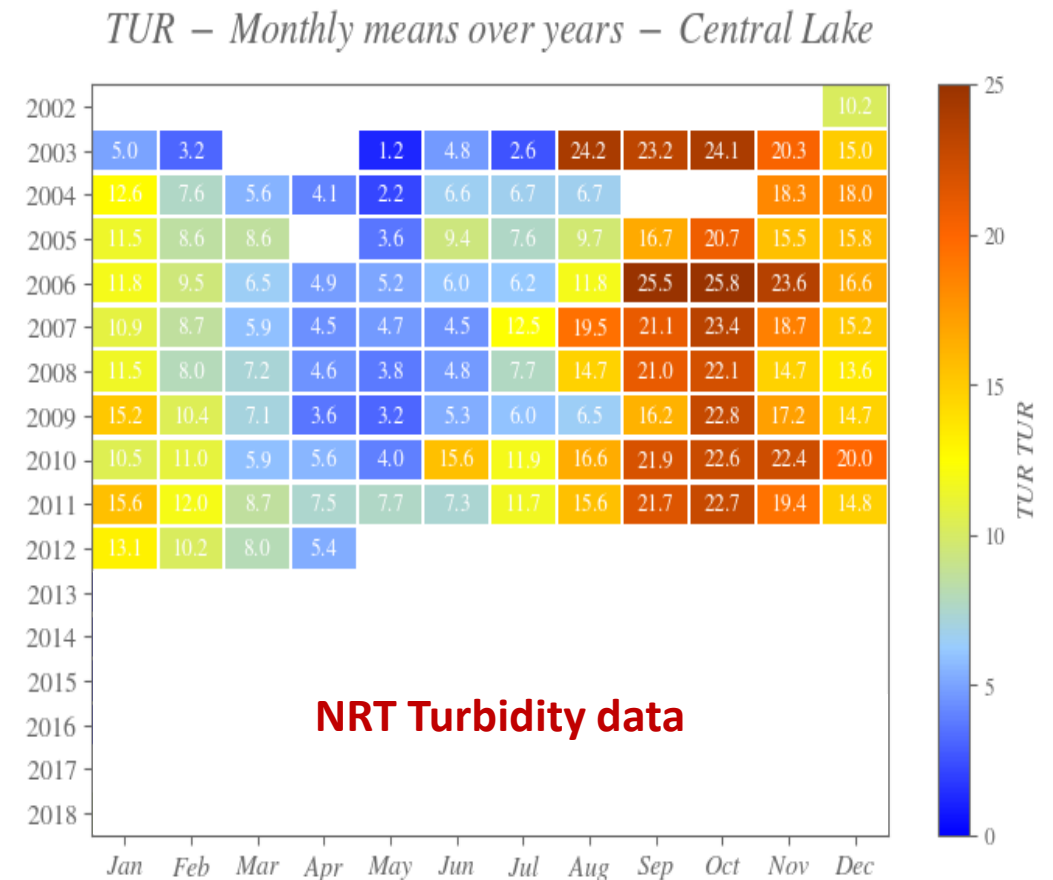 TUR – Monthly means over years – Central Lake
2002 10.2
2003 5.0 3.2 1.2 4.8 2.6 24.2 23.2 24.1 20.3 15.0
2004 12.6 7.6 5.6 4.1 2.2 6.6 6.7 6.7 18.3 18.0
2005 11.5 8.6 8.6 3.6 9.4 7.6 9.7 16.7 20.7 15.5 15.8
2006 11.8 9.5 6.5 4.9 5.2 6.0 6.2 11.8 25.5 25.8 23.6 16.6
2007 10.9 8.7 5.9 4.5 4.7 4.5 12.5 19.5 21.1 23.4 18.7 15.2
2008 11.5 8.0 7.2 4.6 3.8 4.8 7.7 14.7 21.0 22.1 14.7 13.6
2009 15.2 10.4 7.1 3.6 3.2 5.3 6.0 6.5 16.2 22.8 17.2 14.7
2010 10.5 11.0 5.9 5.6 4.0 15.6 11.9 16.6 21.9 22.6 22.4 20.0
2011 15.6 12.0 8.7 7.5 7.7 7.3 11.7 15.6 21.7 22.7 19.4 14.8
2012 13.1 10.2 8.0 5.4
2013
2014
2015
2016
2017
2018
NRT Turbidity data
Jan Feb Mar Apr May Jun Jul Aug Sep Oct Nov Dec
25
20
15
10
5
0
TUR TUR